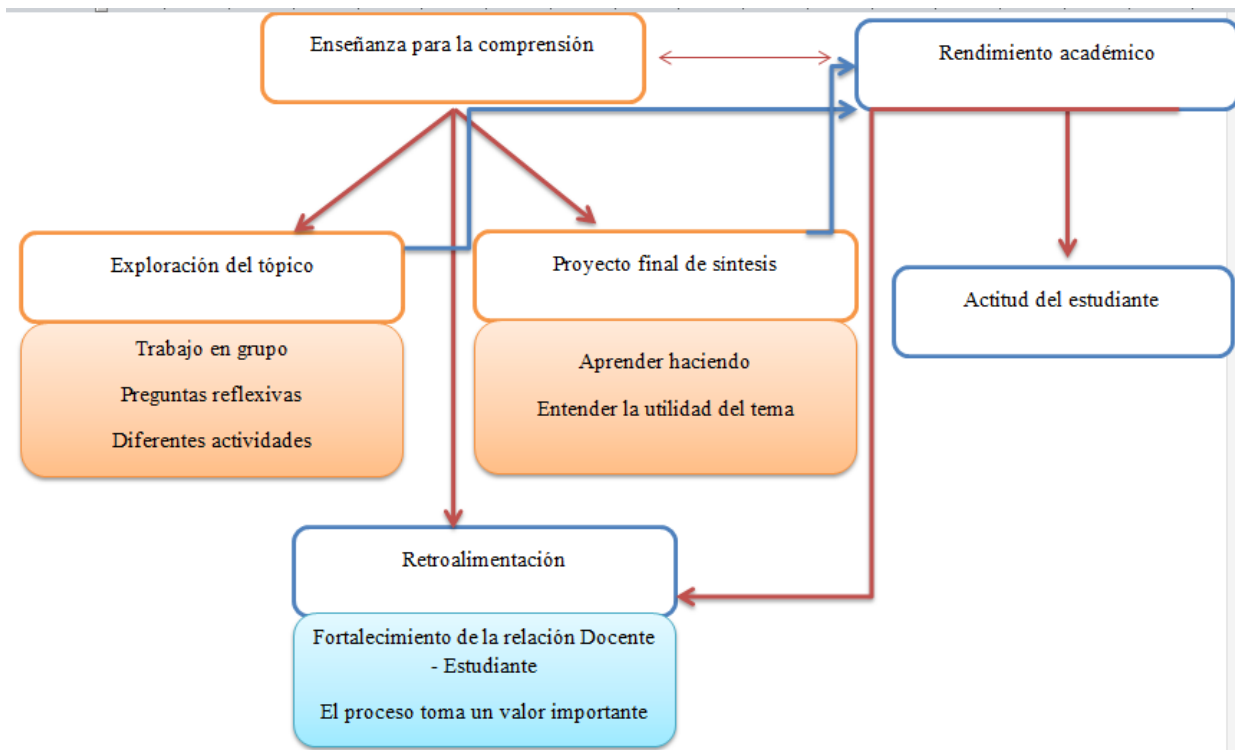 Enseñanza para la comprensión
Rendimiento académico
Exploración del tópico
Trabajo en grupo
Preguntas reflexivas
Diferentes actividades
Proyecto final de síntesis
Aprender haciendo
Entender la utilidad del tema
Actitud del estudiante
Retroalimentación
Fortalecimiento de la relación Docente
- Estudiante
El proceso toma un valor importante